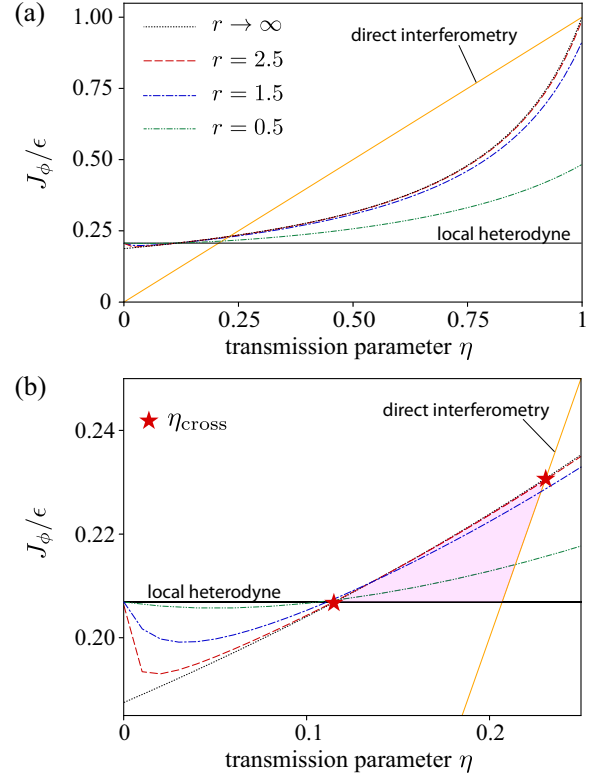 (a)
1.00
0.75
0.50
0.25
0
J_ϕ/ϵ
r → ∞
r = 2.5
r = 1.5
r = 0.5
direct interferometry
local heterodyne
0 0.25 0.50 0.75 1
transmission parameter η
(b)
η_cross
direct interferometry
0.24
0.22
0.20
J_ϕ/ϵ
local heterodyne
0 0.1 0.2
transmission parameter η